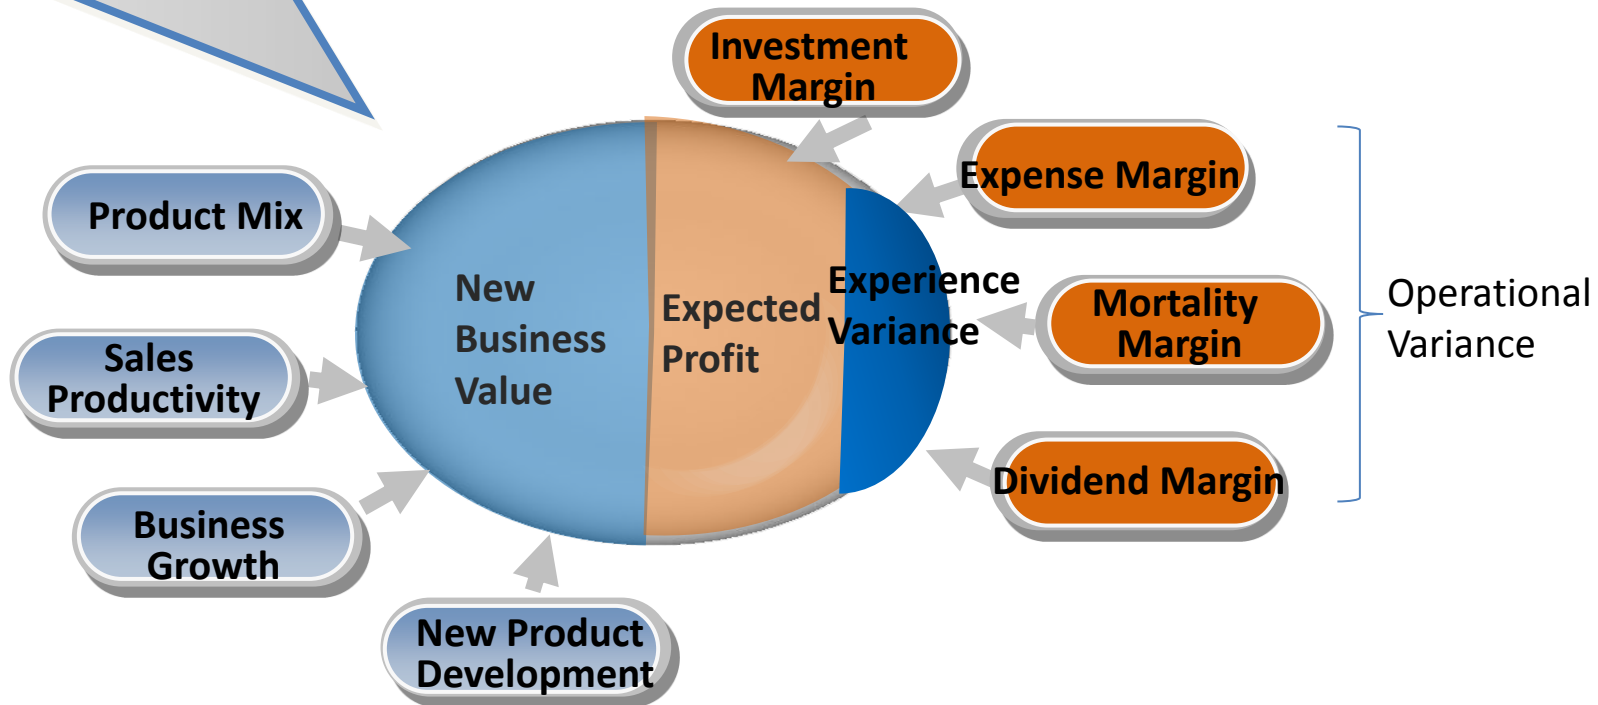 Investment
Margin
Expense Margin
Product Mix
New
Business
Value
Expected
Profit
Experience
Variance
Mortality
Margin
Operational
Variance
Sales
Productivity
Dividend Margin
Business
Growth
New Product
Development